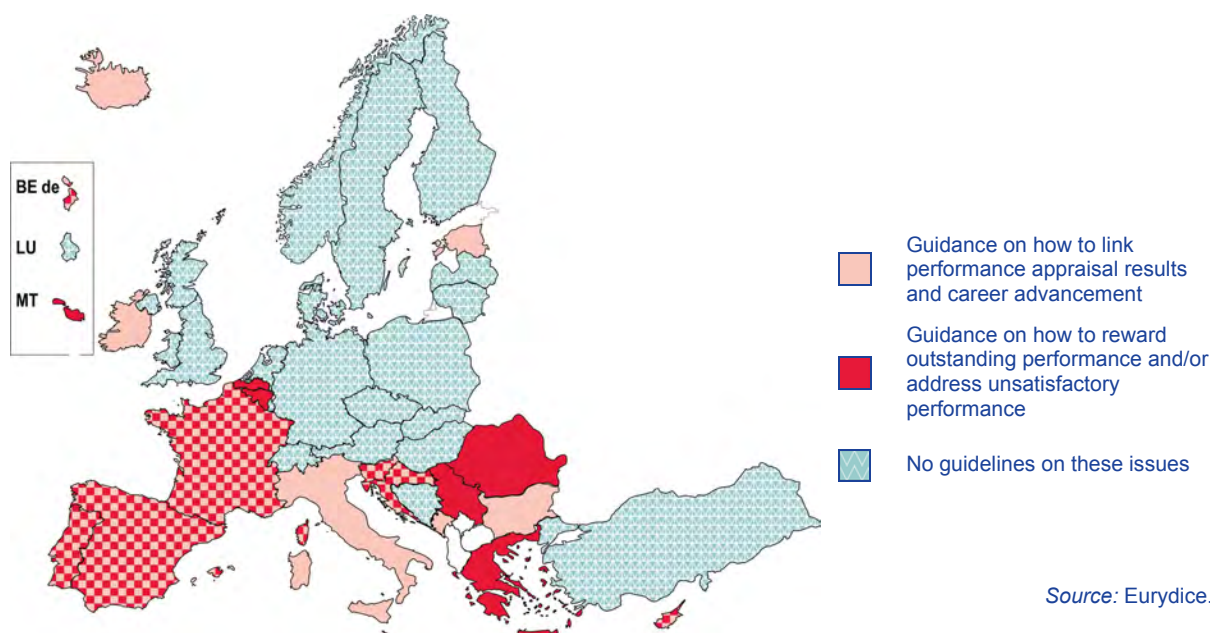 BE de
LU
MT
Guidance on how to link
performance appraisal results
and career advancement
Guidance on how to reward
outstanding performance and/or
address unsatisfactory
performance
No guidelines on these issues
Source: Eurydice.